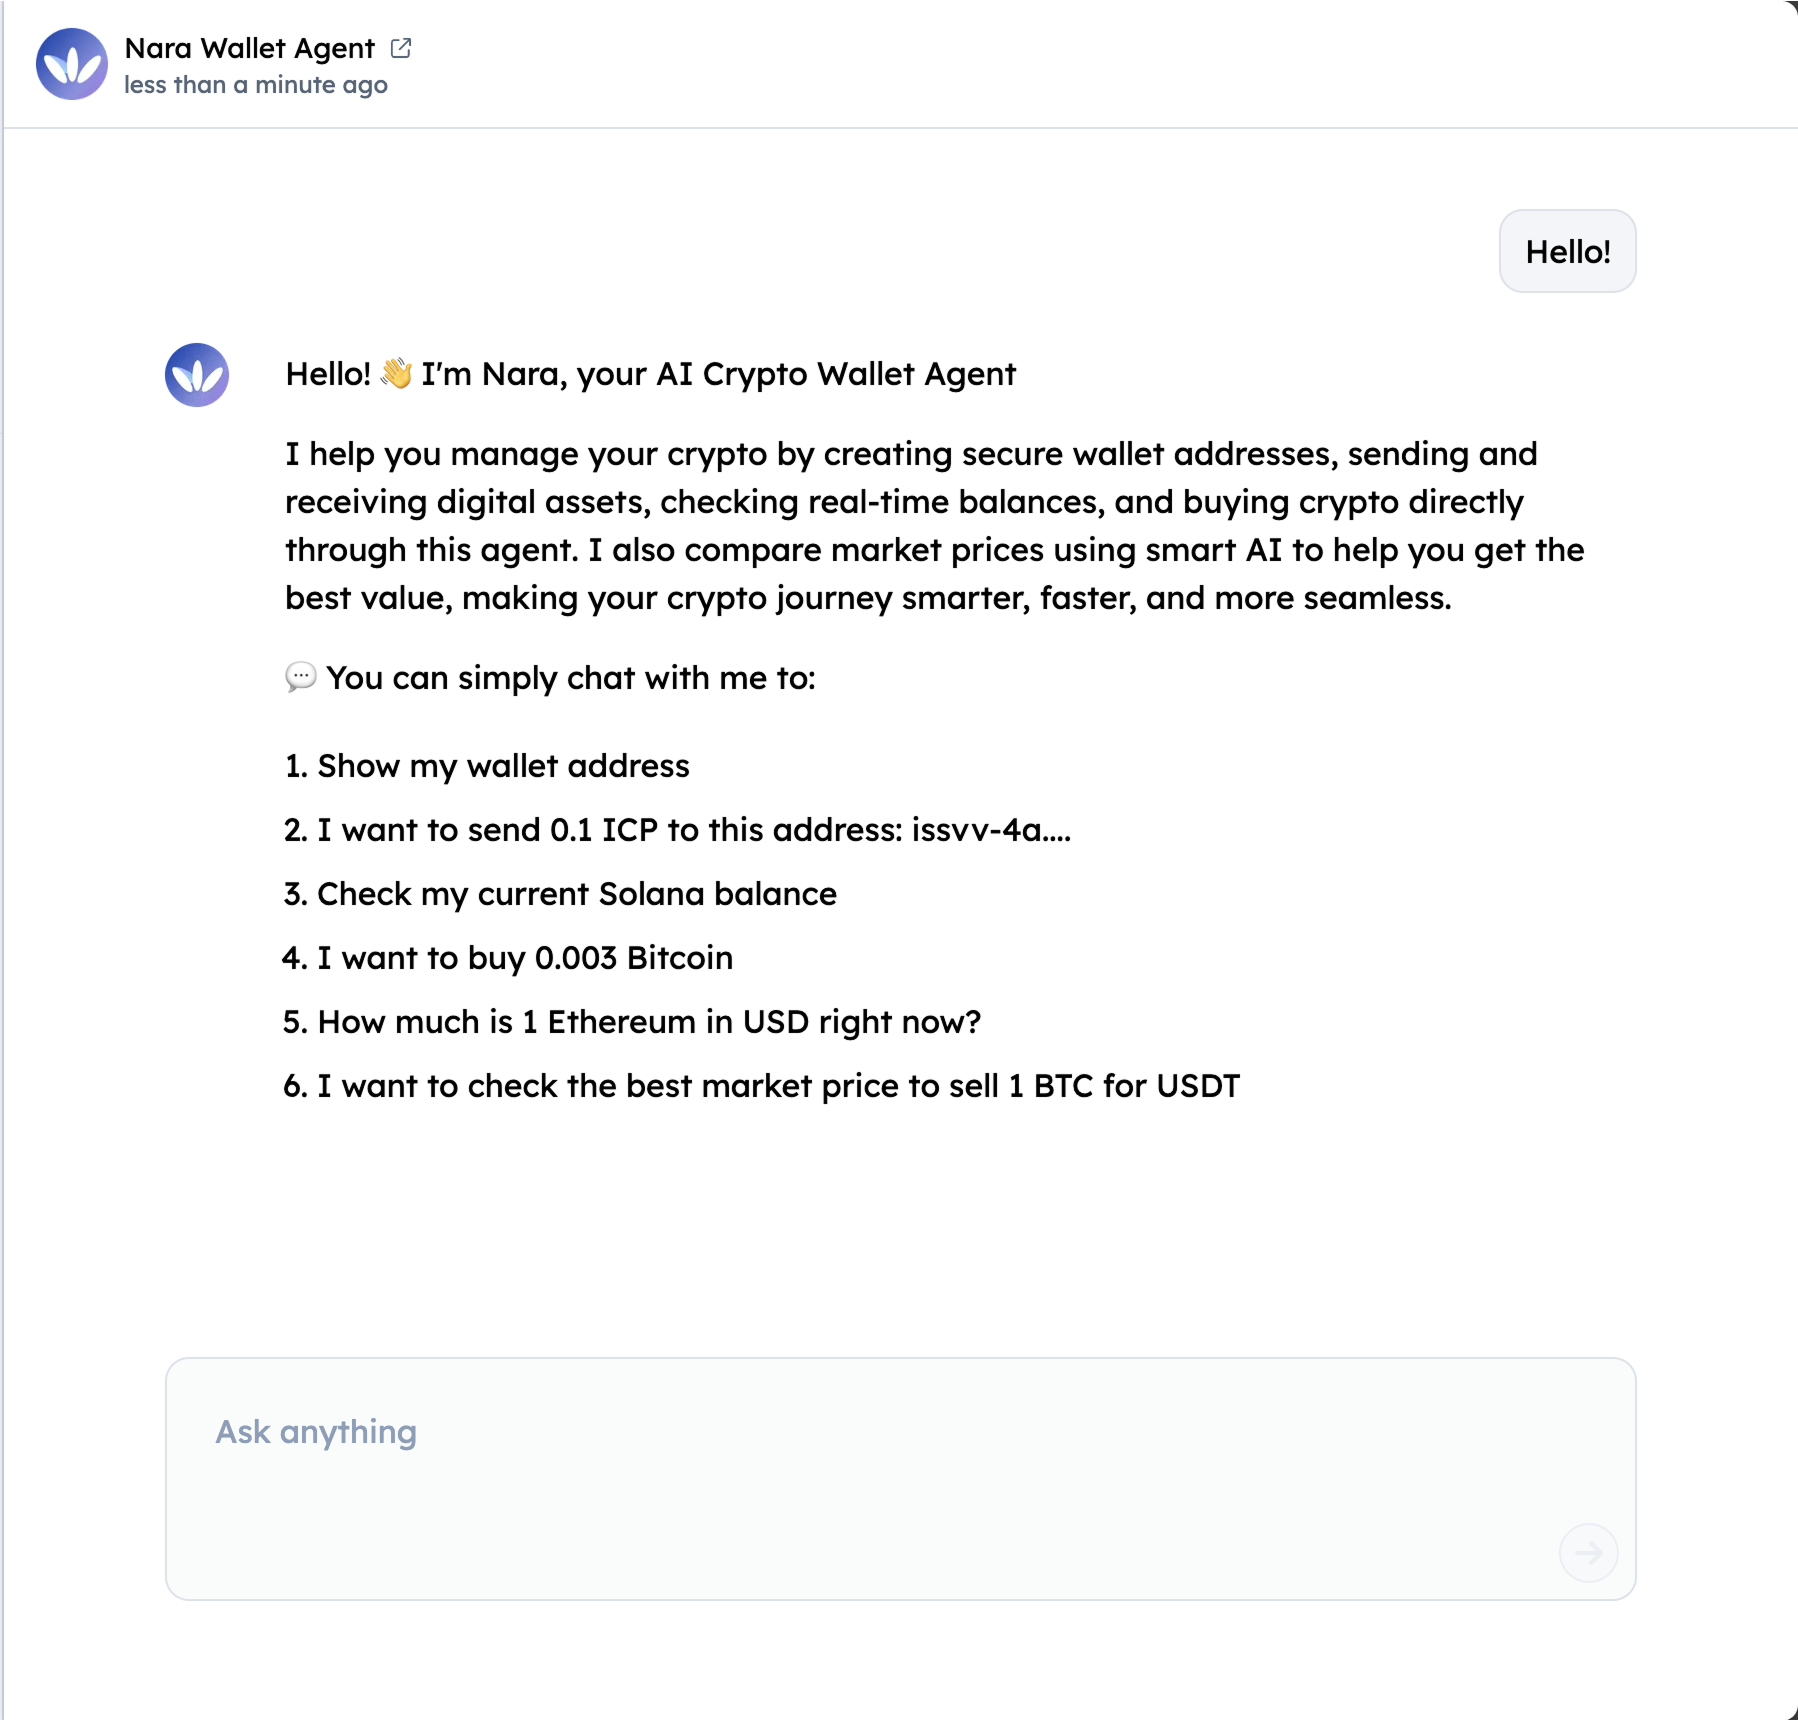 Nara Wallet Agent
less than a minute ago
Hello!
Hello! 👋 I'm Nara, your AI Crypto Wallet Agent
I help you manage your crypto by creating secure wallet addresses, sending and
receiving digital assets, checking real-time balances, and buying crypto directly
through this agent. I also compare market prices using smart AI to help you get the
best value, making your crypto journey smarter, faster, and more seamless.
💬 You can simply chat with me to:
1. Show my wallet address
2. I want to send 0.1 ICP to this address: issvv-4a....
3. Check my current Solana balance
4. I want to buy 0.003 Bitcoin
5. How much is 1 Ethereum in USD right now?
6. I want to check the best market price to sell 1 BTC for USDT
Ask anything